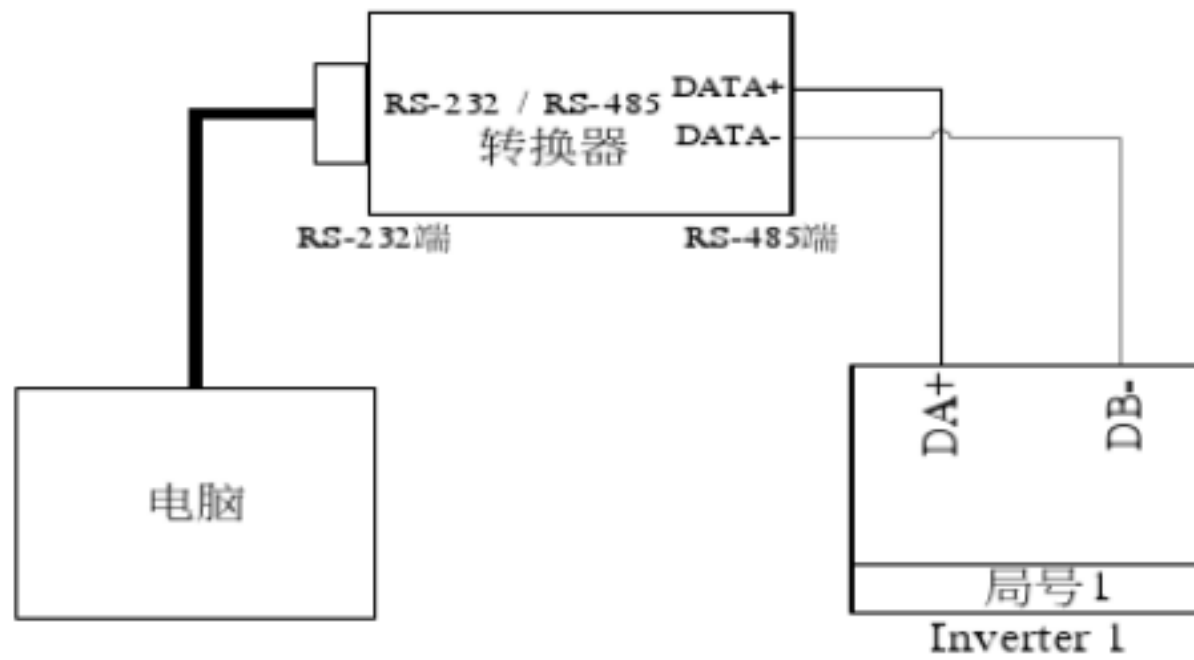 RS-232 / RS-485
转换器
DATA+
DATA-
RS-232端
RS-485端
电脑
DA+
DB-
局号1
Inverter 1